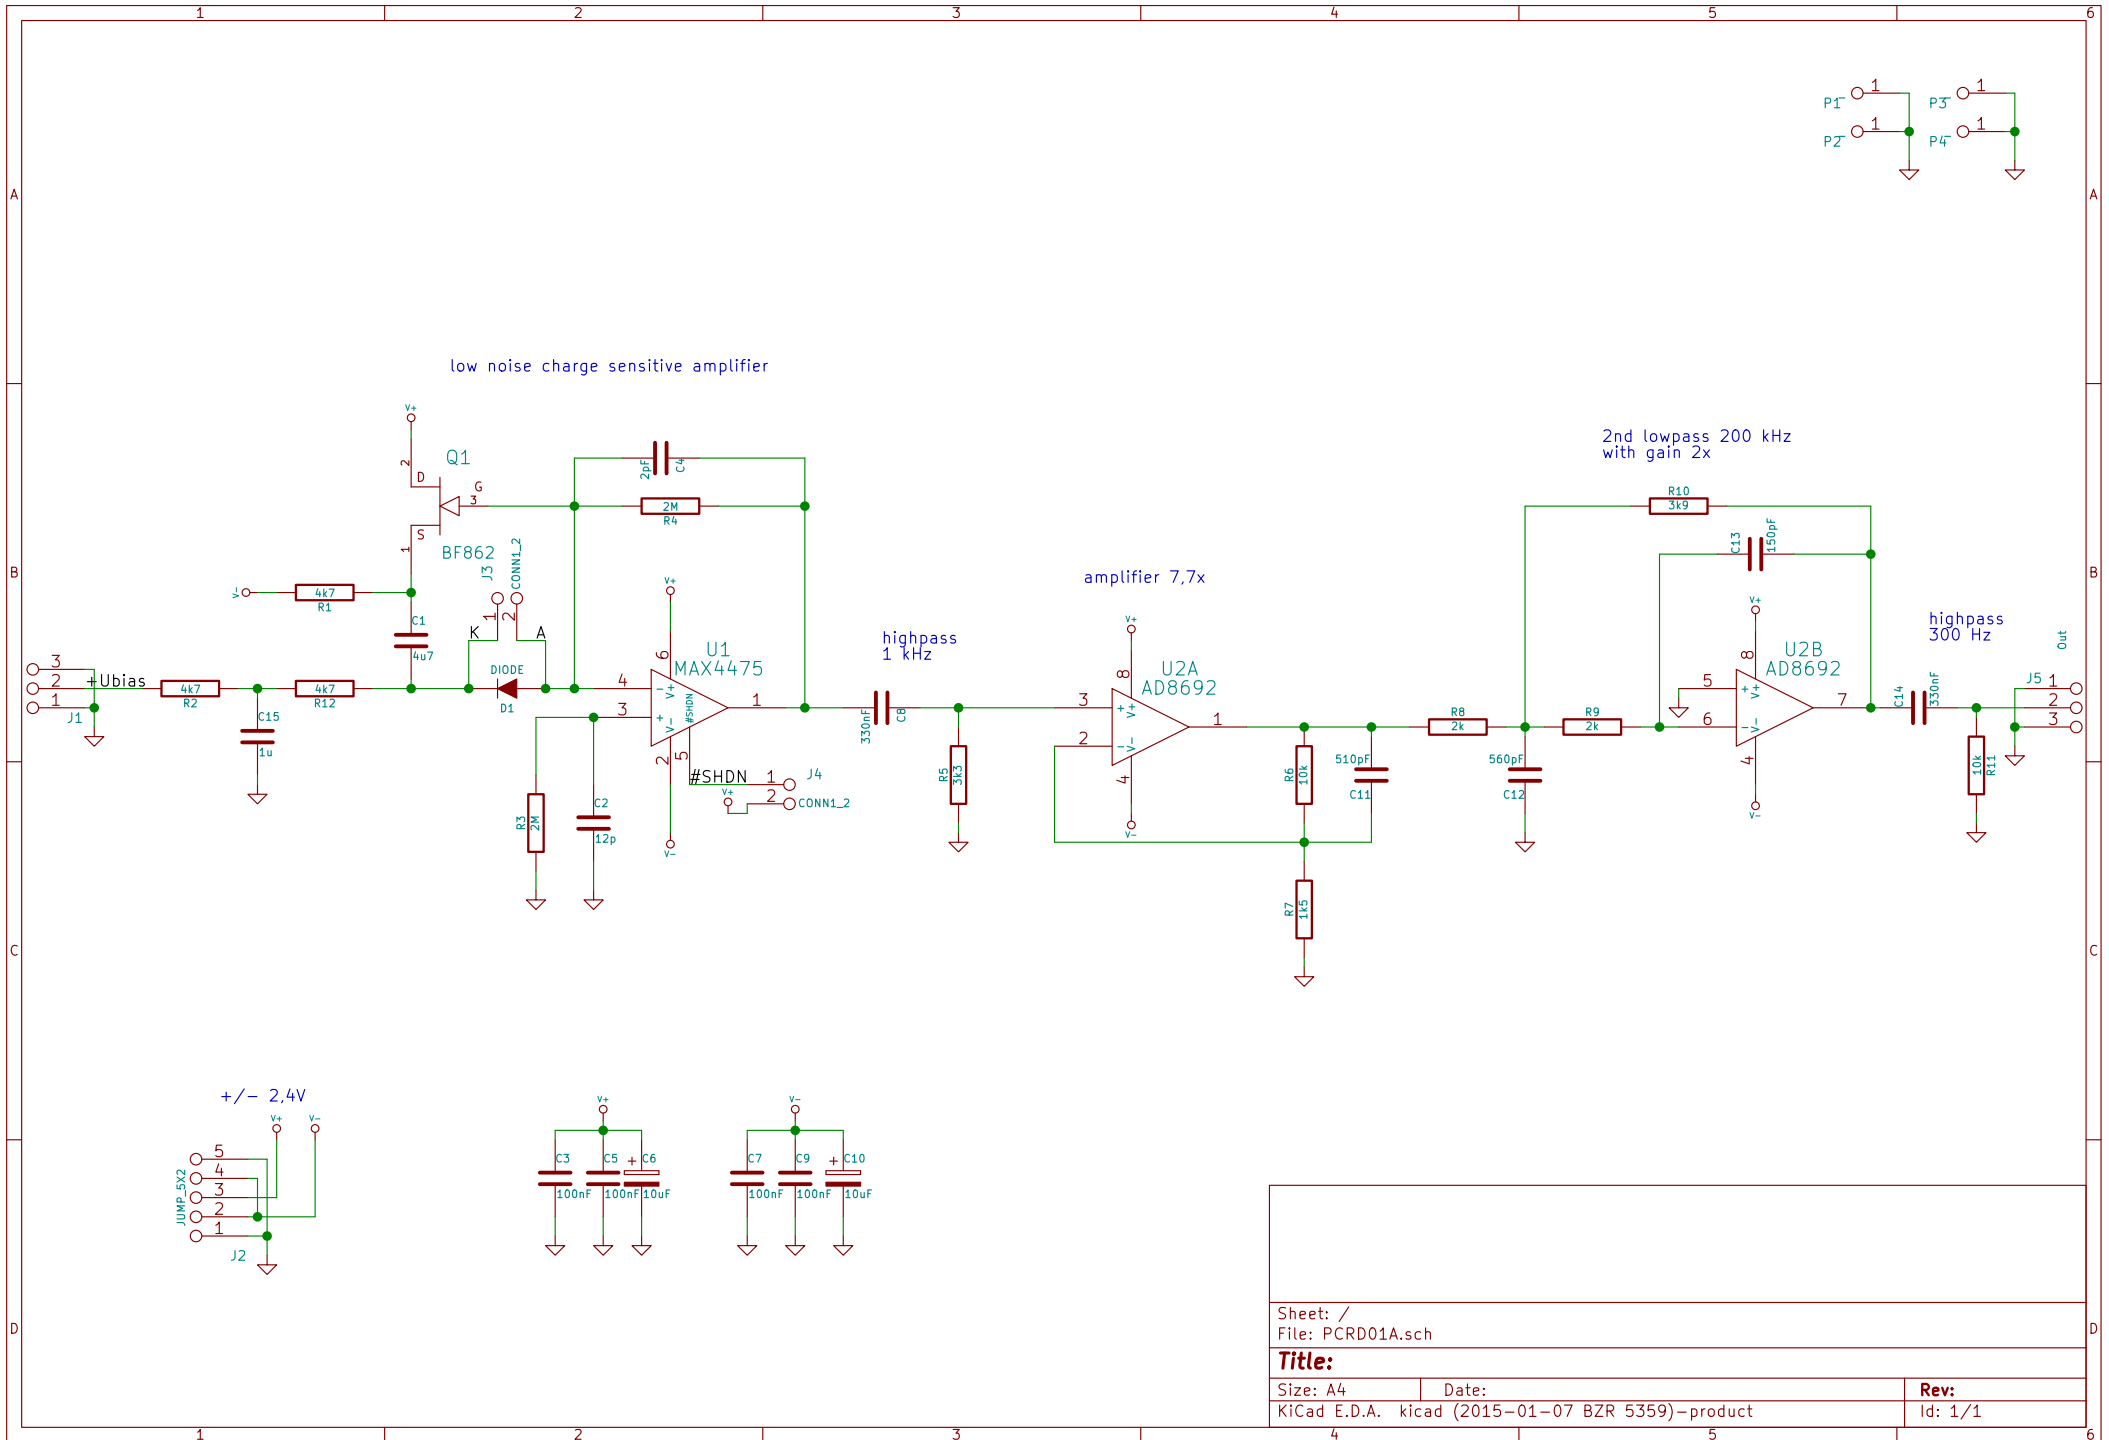 1 2 3 4 5 6
P1 1
P2 1
P3 1
P4 1
A A
low noise charge sensitive amplifier
V+
2
D
Q1
G
3
S
1
BF862
2pF
C4
2M
R4
2nd lowpass 200 kHz
with gain 2x
R10
3k9
C13
150pF
B B
J3
CONN1_2
1
2
K A
V-
4k7
R1
C1
4u7
amplifier 7,7x
highpass
1 kHz
highpass
300 Hz
3
2
1
J1
+Ubias
4k7
R2
C15
1u
4k7
R12
DIODE
D1
V+
6
U1
MAX4475
4
3
-
+
V+
V-
#SHDN
1
2
5
V-
#SHDN
1
2
J4
CONN1_2
V+
R3
2M
C2
12p
330nF
C8
R5
3k3
V+
8
U2A
AD8692
3
2
+
-
V+
V-
1
4
V-
R6
10k
510pF
C11
R7
1k5
R8
2k
560pF
C12
R9
2k
V+
8
U2B
AD8692
5
6
+
-
V+
V-
7
4
V-
C14
330nF
10k
R11
Out
J5
1
2
3
C C
+/- 2,4V
V+ V-
5
4
3
2
1
JUMP_5X2
J2
V+
C3
100nF
C5
100nF
+
C6
10uF
V-
C7
100nF
C9
100nF
+
C10
10uF
D D
Sheet: /
File: PCRD01A.sch
Title:
Size: A4 Date: Rev:
KiCad E.D.A. kicad (2015-01-07 BZR 5359)-product Id: 1/1
1 2 3 4 5 6